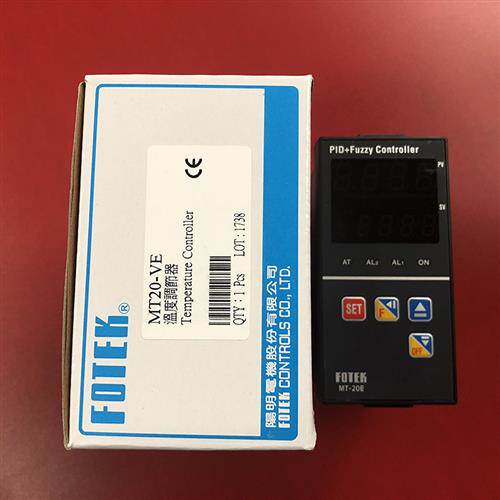 FOTEK®
MT20-VE
溫度調節器
Temperature Controller
QTY : 1 Pcs LOT : 1738
CE
陽明電機股份有限公司
FOTEK CONTROLS CO., LTD.
PID+Fuzzy Controller
PV
SV
AT AL2 AL1 ON
SET
F
OFF
FOTEK
MT-20E